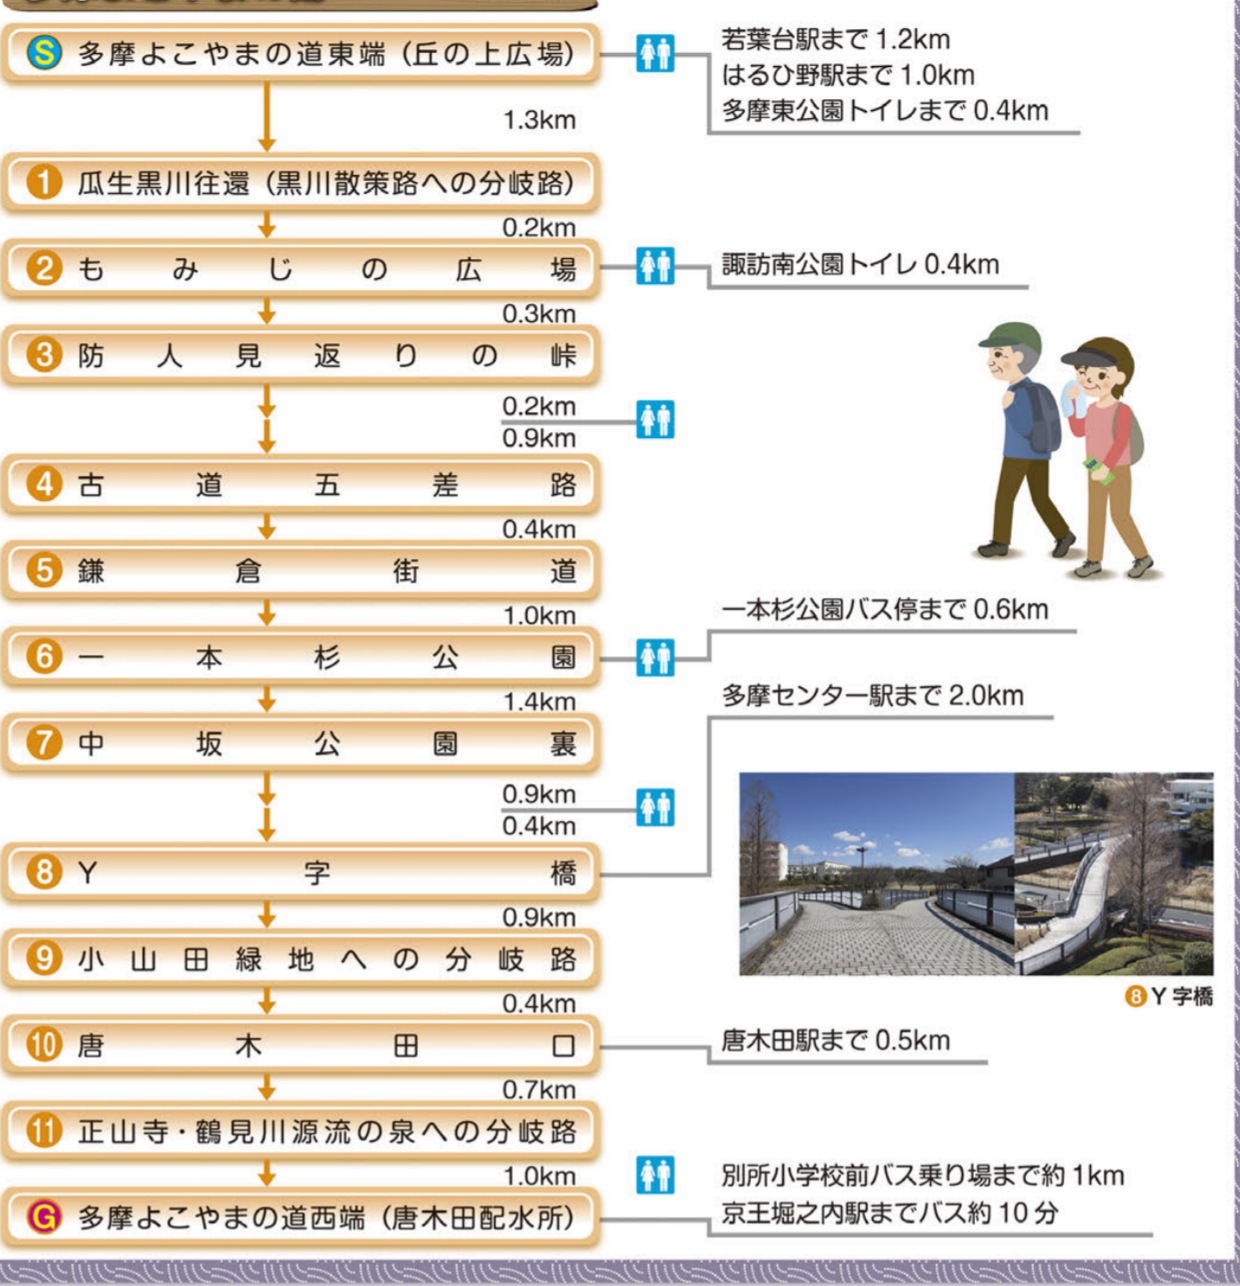 S 多摩よこやまの道東端（丘の上広場）
若葉台駅まで 1.2km
はるひ野駅まで 1.0km
多摩東公園トイレまで 0.4km
1.3km
1 瓜生黒川往還（黒川散策路への分岐路）
0.2km
2 もみじの広場
諏訪南公園トイレ 0.4km
0.3km
3 防人見返りの峠
0.2km
0.9km
4 古道五差路
0.4km
5 鎌倉街道
1.0km
一本杉公園バス停まで 0.6km
6 一本杉公園
1.4km
多摩センター駅まで 2.0km
7 中坂公園裏
0.9km
0.4km
8 Y字橋
0.9km
9 小山田緑地への分岐路
8 Y 字橋
0.4km
10 唐木田口
唐木田駅まで 0.5km
0.7km
11 正山寺・鶴見川源流の泉への分岐路
1.0km
別所小学校前バス乗り場まで約 1km
G 多摩よこやまの道西端（唐木田配水所）
京王堀之内駅までバス約 10 分